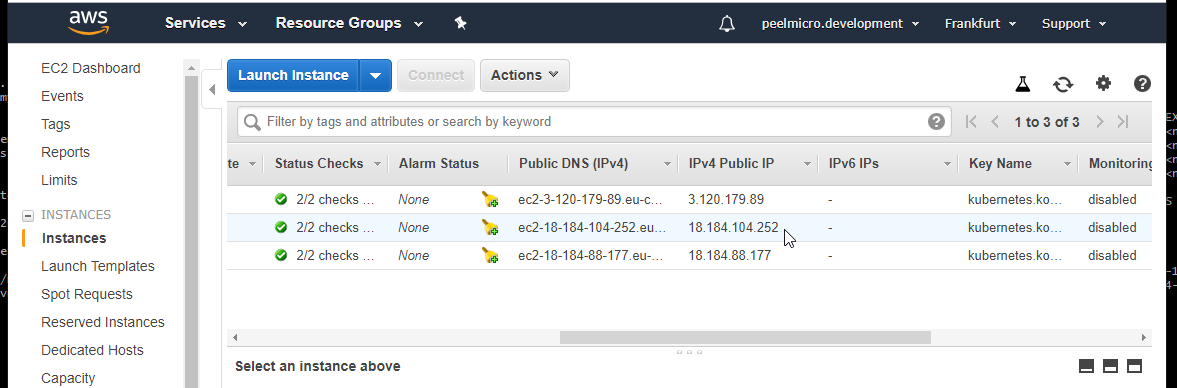 aws Services Resource Groups peelmicro.development Frankfurt Support
EC2 Dashboard
Events
Tags
Reports
Limits
INSTANCES
Instances
Launch Templates
Spot Requests
Reserved Instances
Dedicated Hosts
Capacity
Launch Instance Connect Actions
Filter by tags and attributes or search by keyword 1 to 3 of 3
te Status Checks Alarm Status Public DNS (IPv4) IPv4 Public IP IPv6 IPs Key Name Monitoring
2/2 checks ... None ec2-3-120-179-89.eu-c... 3.120.179.89 - kubernetes.ko... disabled
2/2 checks ... None ec2-18-184-104-252.eu... 18.184.104.252 - kubernetes.ko... disabled
2/2 checks ... None ec2-18-184-88-177.eu-... 18.184.88.177 - kubernetes.ko... disabled
Select an instance above